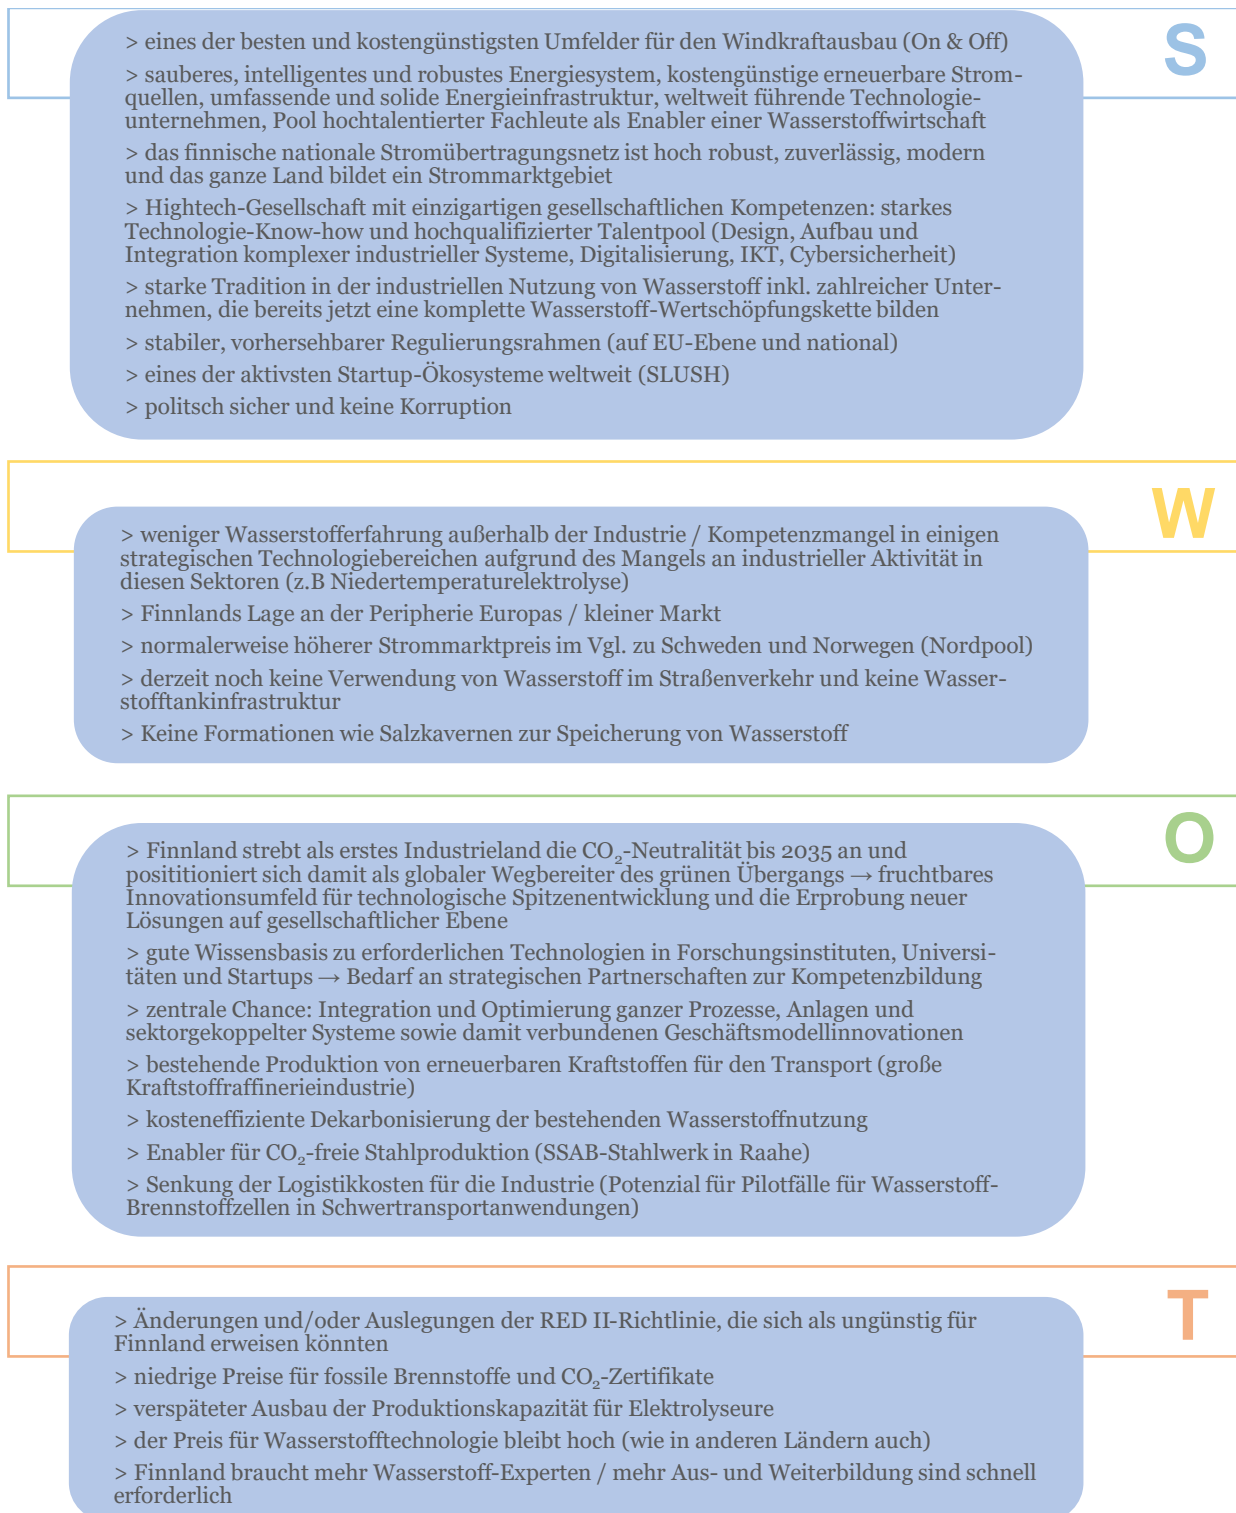 S
> eines der besten und kostengünstigsten Umfelder für den Windkraftausbau (On & Off)
> sauberes, intelligentes und robustes Energiesystem, kostengünstige erneuerbare Strom-
quellen, umfassende und solide Energieinfrastruktur, weltweit führende Technologie-
unternehmen, Pool hochtalentierter Fachleute als Enabler einer Wasserstoffwirtschaft
> das finnische nationale Stromübertragungsnetz ist hoch robust, zuverlässig, modern
und das ganze Land bildet ein Strommarktgebiet
> Hightech-Gesellschaft mit einzigartigen gesellschaftlichen Kompetenzen: starkes
Technologie-Know-how und hochqualifizierter Talentpool (Design, Aufbau und
Integration komplexer industrieller Systeme, Digitalisierung, IKT, Cybersicherheit)
> starke Tradition in der industriellen Nutzung von Wasserstoff inkl. zahlreicher Unter-
nehmen, die bereits jetzt eine komplette Wasserstoff-Wertschöpfungskette bilden
> stabiler, vorhersehbarer Regulierungsrahmen (auf EU-Ebene und national)
> eines der aktivsten Startup-Ökosysteme weltweit (SLUSH)
> politsch sicher und keine Korruption
W
> weniger Wasserstofferfahrung außerhalb der Industrie / Kompetenzmangel in einigen
strategischen Technologiebereichen aufgrund des Mangels an industrieller Aktivität in
diesen Sektoren (z.B Niedertemperaturelektrolyse)
> Finnlands Lage an der Peripherie Europas / kleiner Markt
> normalerweise höherer Strommarktpreis im Vgl. zu Schweden und Norwegen (Nordpool)
> derzeit noch keine Verwendung von Wasserstoff im Straßenverkehr und keine Wasser-
stofftankinfrastruktur
> Keine Formationen wie Salzkavernen zur Speicherung von Wasserstoff
O
> Finnland strebt als erstes Industrieland die CO₂-Neutralität bis 2035 an und
posititioniert sich damit als globaler Wegbereiter des grünen Übergangs → fruchtbares
Innovationsumfeld für technologische Spitzenentwicklung und die Erprobung neuer
Lösungen auf gesellschaftlicher Ebene
> gute Wissensbasis zu erforderlichen Technologien in Forschungsinstituten, Universi-
täten und Startups → Bedarf an strategischen Partnerschaften zur Kompetenzbildung
> zentrale Chance: Integration und Optimierung ganzer Prozesse, Anlagen und
sektorgekoppelter Systeme sowie damit verbundenen Geschäftsmodellinnovationen
> bestehende Produktion von erneuerbaren Kraftstoffen für den Transport (große
Kraftstoffraffinerieindustrie)
> kosteneffiziente Dekarbonisierung der bestehenden Wasserstoffnutzung
> Enabler für CO₂-freie Stahlproduktion (SSAB-Stahlwerk in Raahe)
> Senkung der Logistikkosten für die Industrie (Potenzial für Pilotfälle für Wasserstoff-
Brennstoffzellen in Schwertransportanwendungen)
T
> Änderungen und/oder Auslegungen der RED II-Richtlinie, die sich als ungünstig für
Finnland erweisen könnten
> niedrige Preise für fossile Brennstoffe und CO₂-Zertifikate
> verspäteter Ausbau der Produktionskapazität für Elektrolyseure
> der Preis für Wasserstofftechnologie bleibt hoch (wie in anderen Ländern auch)
> Finnland braucht mehr Wasserstoff-Experten / mehr Aus- und Weiterbildung sind schnell
erforderlich